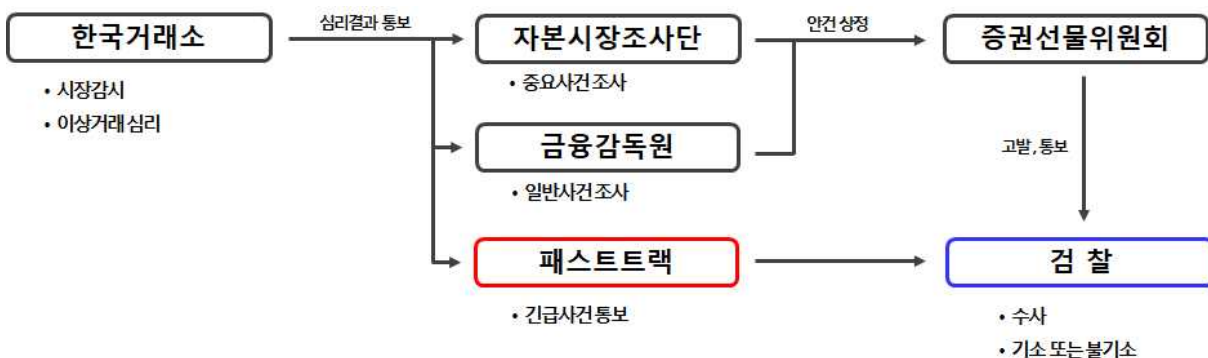 한국거래소
심리결과 통보
자본시장조사단
안건 상정
증권선물위원회
• 시장감시
• 이상거래 심리
• 중요사건 조사
금융감독원
고발, 통보
• 일반사건 조사
패스트트랙
검 찰
• 긴급사건 통보
• 수사
• 기소 또는 불기소